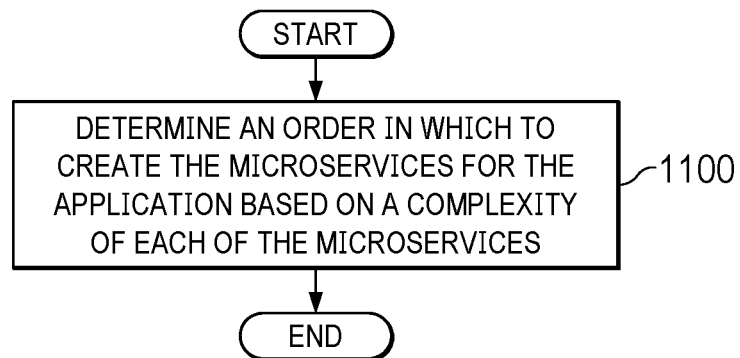 START
DETERMINE AN ORDER IN WHICH TO
CREATE THE MICROSERVICES FOR THE
APPLICATION BASED ON A COMPLEXITY
OF EACH OF THE MICROSERVICES
1100
END